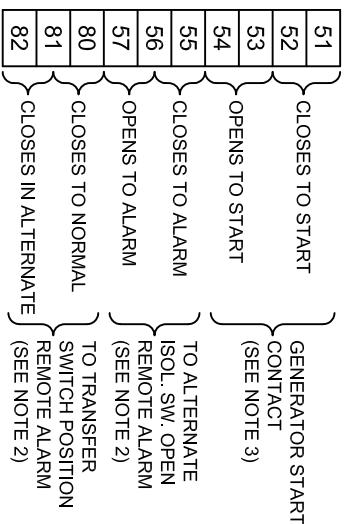 51
52
53
54
55
56
57
80
81
82
CLOSES TO START
OPENS TO START
CLOSES TO ALARM
OPENS TO ALARM
CLOSES TO NORMAL
CLOSES IN ALTERNATE
GENERATOR START
CONTACT
(SEE NOTE 3)
TO ALTERNATE
ISOL. SW. OPEN
REMOTE ALARM
(SEE NOTE 2)
TO TRANSFER
SWITCH POSITION
REMOTE ALARM
(SEE NOTE 2)